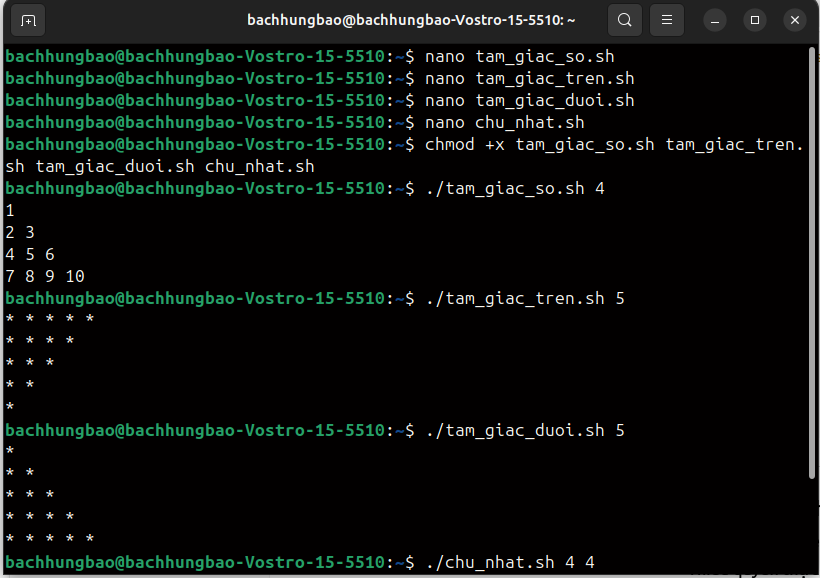 bachhungbao@bachhungbao-Vostro-15-5510: ~
bachhungbao@bachhungbao-Vostro-15-5510:~$ nano tam_giac_so.sh
bachhungbao@bachhungbao-Vostro-15-5510:~$ nano tam_giac_tren.sh
bachhungbao@bachhungbao-Vostro-15-5510:~$ nano tam_giac_duoi.sh
bachhungbao@bachhungbao-Vostro-15-5510:~$ nano chu_nhat.sh
bachhungbao@bachhungbao-Vostro-15-5510:~$ chmod +x tam_giac_so.sh tam_giac_tren.
sh tam_giac_duoi.sh chu_nhat.sh
bachhungbao@bachhungbao-Vostro-15-5510:~$ ./tam_giac_so.sh 4
1
2 3
4 5 6
7 8 9 10
bachhungbao@bachhungbao-Vostro-15-5510:~$ ./tam_giac_tren.sh 5
* * * * *
* * * *
* * *
* *
*
bachhungbao@bachhungbao-Vostro-15-5510:~$ ./tam_giac_duoi.sh 5
*
* *
* * *
* * * *
* * * * *
bachhungbao@bachhungbao-Vostro-15-5510:~$ ./chu_nhat.sh 4 4